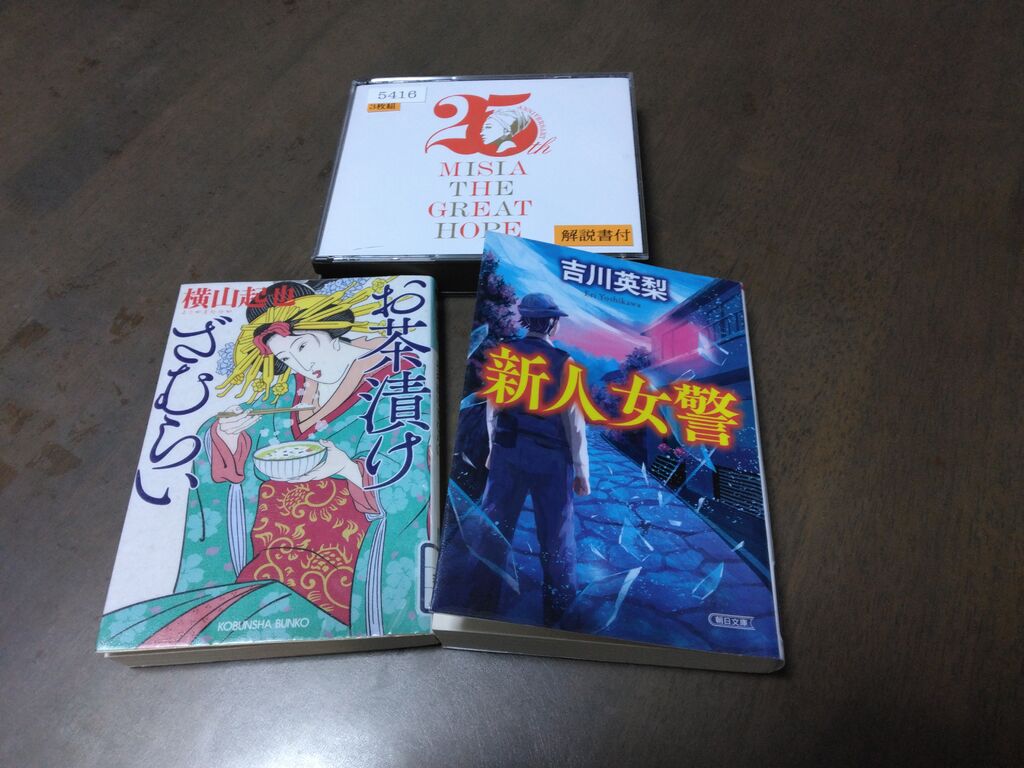 5416
3枚組
25th
ANNIVERSARY
MISIA
THE
GREAT
HOPE
解説書付
横山起也
お茶漬け
ざむらい
KOBUNSHA BUNKO
吉川英梨
Eri Yoshikawa
新人女警
朝日文庫